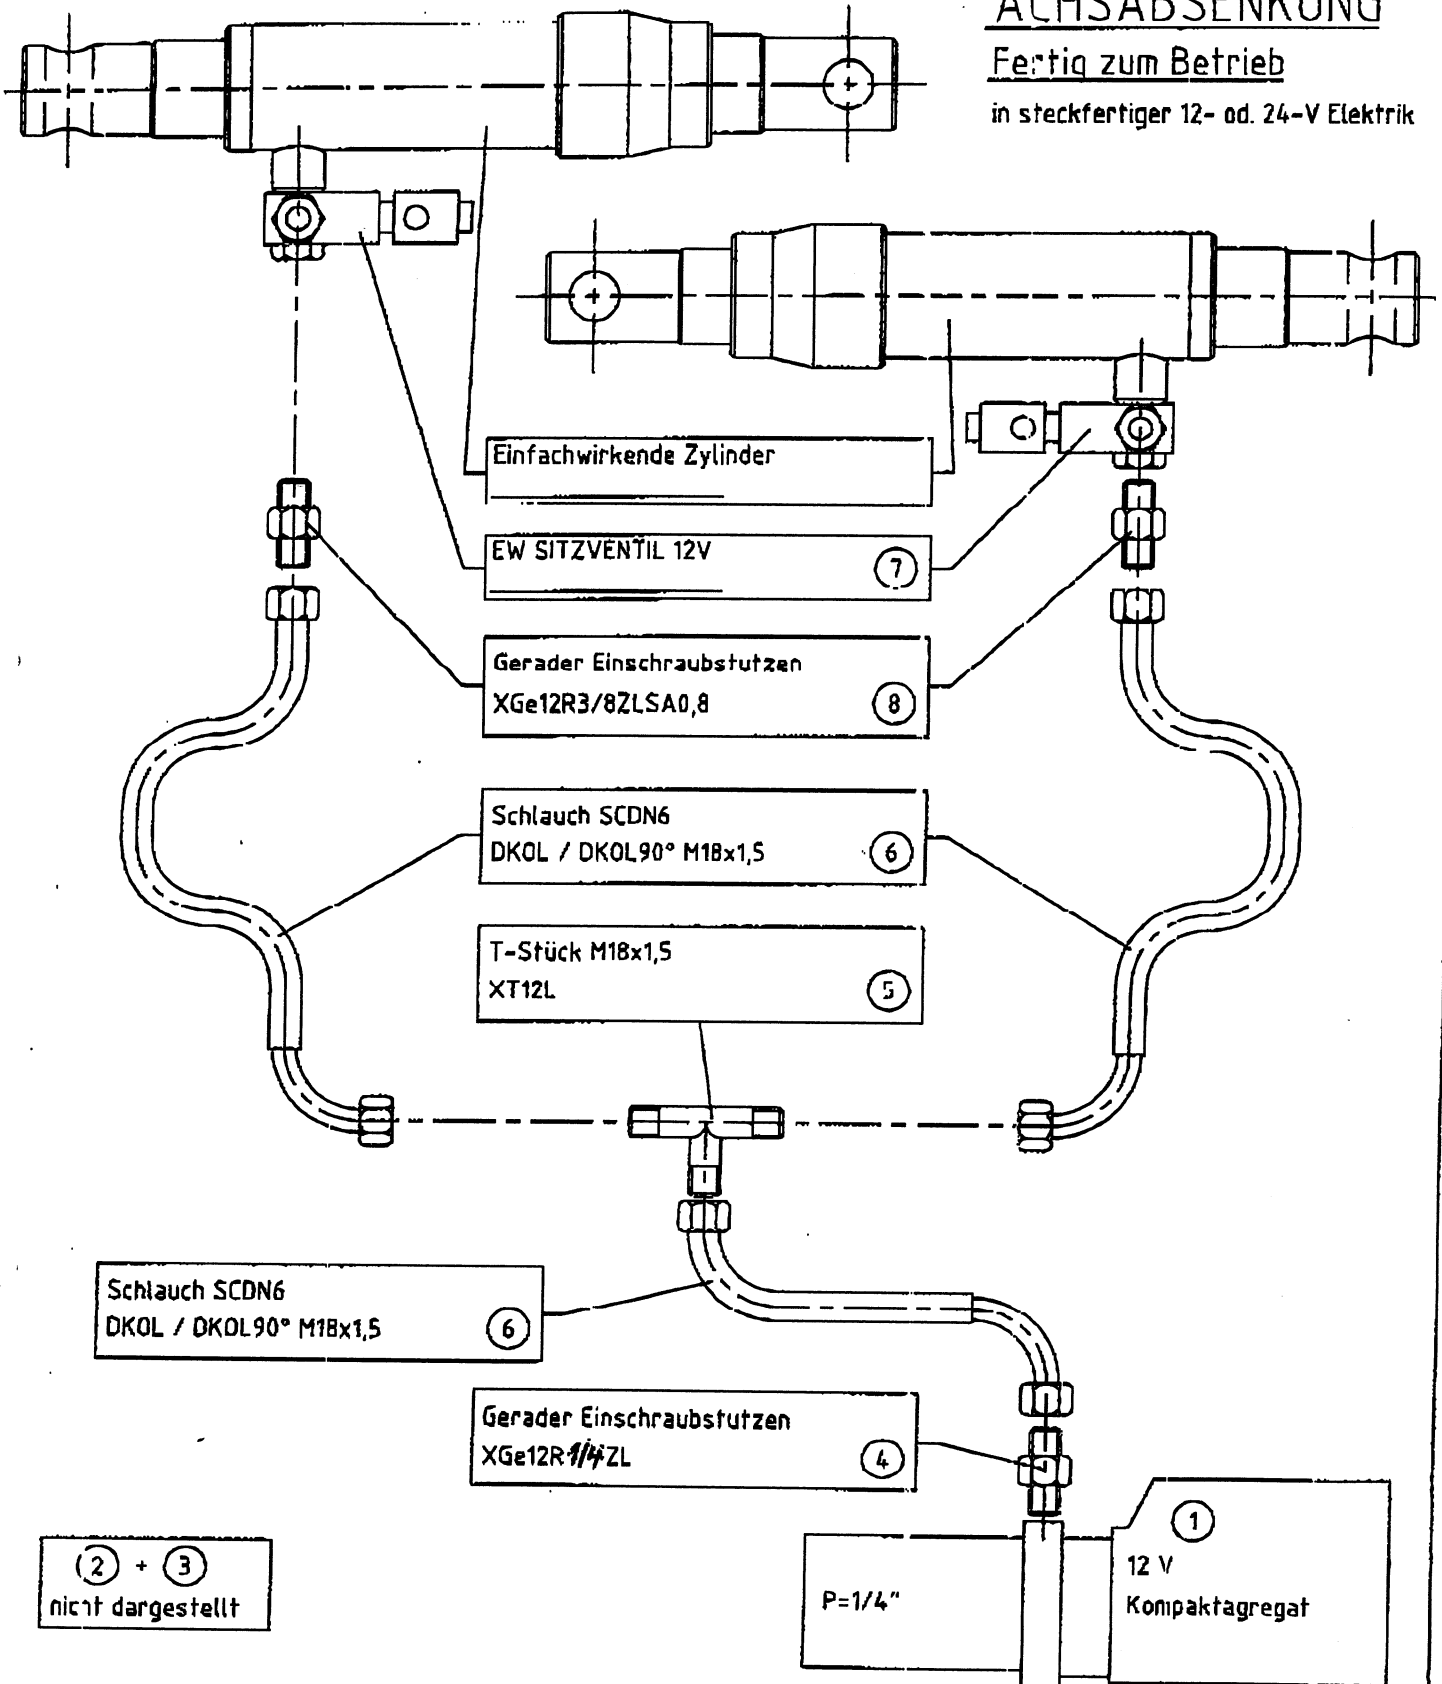 ACHSABSENKUNG
Fertig zum Betrieb
in steckfertiger 12- od. 24-V Elektrik
Einfachwirkende Zylinder
EW SITZVENTIL 12V
7
Gerader Einschraubstutzen
XGe12R3/8ZLSA0,8
8
Schlauch SCDN6
DKOL / DKOL90° M18x1,5
6
T-Stück M18x1,5
XT12L
5
Schlauch SCDN6
DKOL / DKOL90° M18x1,5
6
Gerader Einschraubstutzen
XGe12R1/4ZL
4
1
12 V
Kompaktagregat
P=1/4"
2 + 3
nicht dargestellt